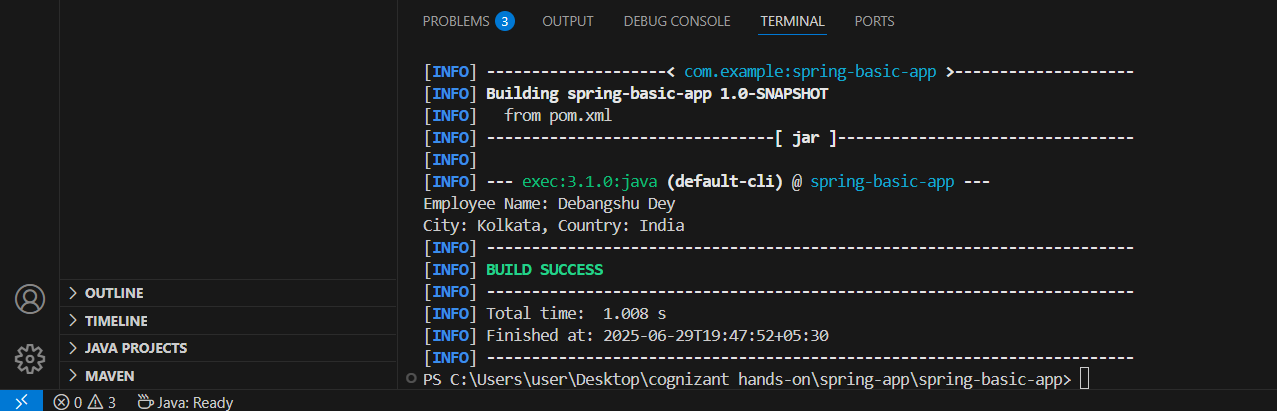 PROBLEMS 3 OUTPUT DEBUG CONSOLE TERMINAL PORTS
[INFO] --------------------< com.example:spring-basic-app >--------------------
[INFO] Building spring-basic-app 1.0-SNAPSHOT
[INFO]   from pom.xml
[INFO] --------------------------------[ jar ]---------------------------------
[INFO]
[INFO] --- exec:3.1.0:java (default-cli) @ spring-basic-app ---
Employee Name: Debangshu Dey
City: Kolkata, Country: India
[INFO] ------------------------------------------------------------------------
[INFO] BUILD SUCCESS
[INFO] ------------------------------------------------------------------------
[INFO] Total time:  1.008 s
[INFO] Finished at: 2025-06-29T19:47:52+05:30
[INFO] ------------------------------------------------------------------------
PS C:\Users\user\Desktop\cognizant hands-on\spring-app\spring-basic-app>
OUTLINE
TIMELINE
JAVA PROJECTS
MAVEN
0 3 Java: Ready